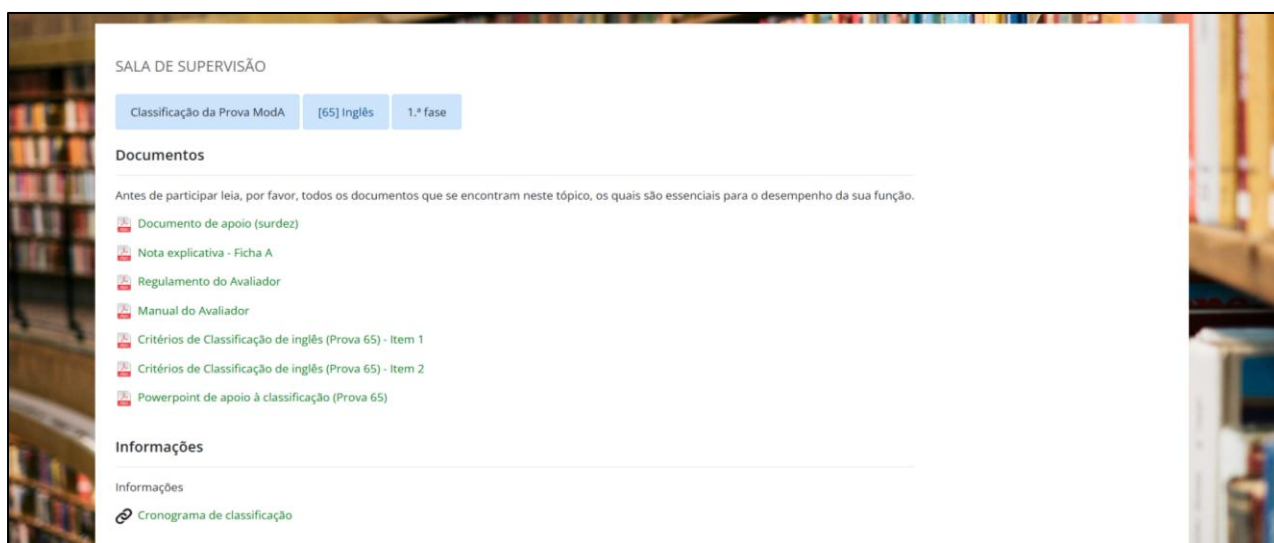 SALA DE SUPERVISÃO
Classificação da Prova ModA [65] Inglês 1.ª fase
Documentos
Antes de participar leia, por favor, todos os documentos que se encontram neste tópico, os quais são essenciais para o desempenho da sua função.
Documento de apoio (surdez)
Nota explicativa - Ficha A
Regulamento do Avaliador
Manual do Avaliador
Critérios de Classificação de inglês (Prova 65) - Item 1
Critérios de Classificação de inglês (Prova 65) - Item 2
Powerpoint de apoio à classificação (Prova 65)
Informações
Informações
Cronograma de classificação